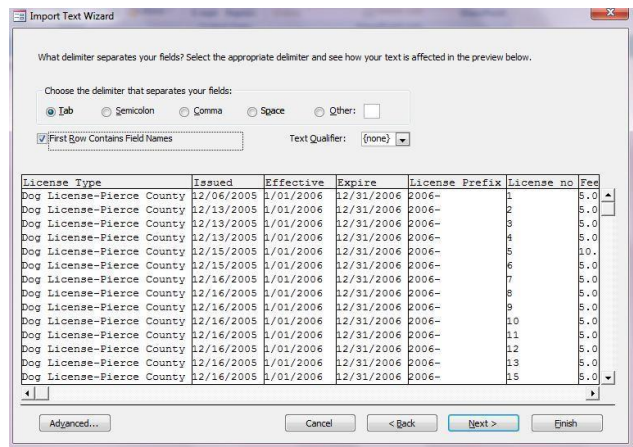 Import Text Wizard
What delimiter separates your fields? Select the appropriate delimiter and see how your text is affected in the preview below.
Choose the delimiter that separates your fields:
Tab Semicolon Comma Space Other:
First Row Contains Field Names Text Qualifier: {none}
License Type Issued Effective Expire License Prefix License no Fee
Dog License-Pierce County 12/06/2005 1/01/2006 12/31/2006 2006- 1 5.0
Dog License-Pierce County 12/13/2005 1/01/2006 12/31/2006 2006- 2 5.0
Dog License-Pierce County 12/13/2005 1/01/2006 12/31/2006 2006- 3 5.0
Dog License-Pierce County 12/13/2005 1/01/2006 12/31/2006 2006- 4 5.0
Dog License-Pierce County 12/15/2005 1/01/2006 12/31/2006 2006- 5 10.
Dog License-Pierce County 12/15/2005 1/01/2006 12/31/2006 2006- 6 5.0
Dog License-Pierce County 12/16/2005 1/01/2006 12/31/2006 2006- 7 5.0
Dog License-Pierce County 12/16/2005 1/01/2006 12/31/2006 2006- 8 5.0
Dog License-Pierce County 12/16/2005 1/01/2006 12/31/2006 2006- 9 5.0
Dog License-Pierce County 12/16/2005 1/01/2006 12/31/2006 2006- 10 5.0
Dog License-Pierce County 12/16/2005 1/01/2006 12/31/2006 2006- 11 5.0
Dog License-Pierce County 12/16/2005 1/01/2006 12/31/2006 2006- 12 5.0
Dog License-Pierce County 12/16/2005 1/01/2006 12/31/2006 2006- 13 5.0
Dog License-Pierce County 12/16/2005 1/01/2006 12/31/2006 2006- 15 5.0
Advanced... Cancel < Back Next > Finish